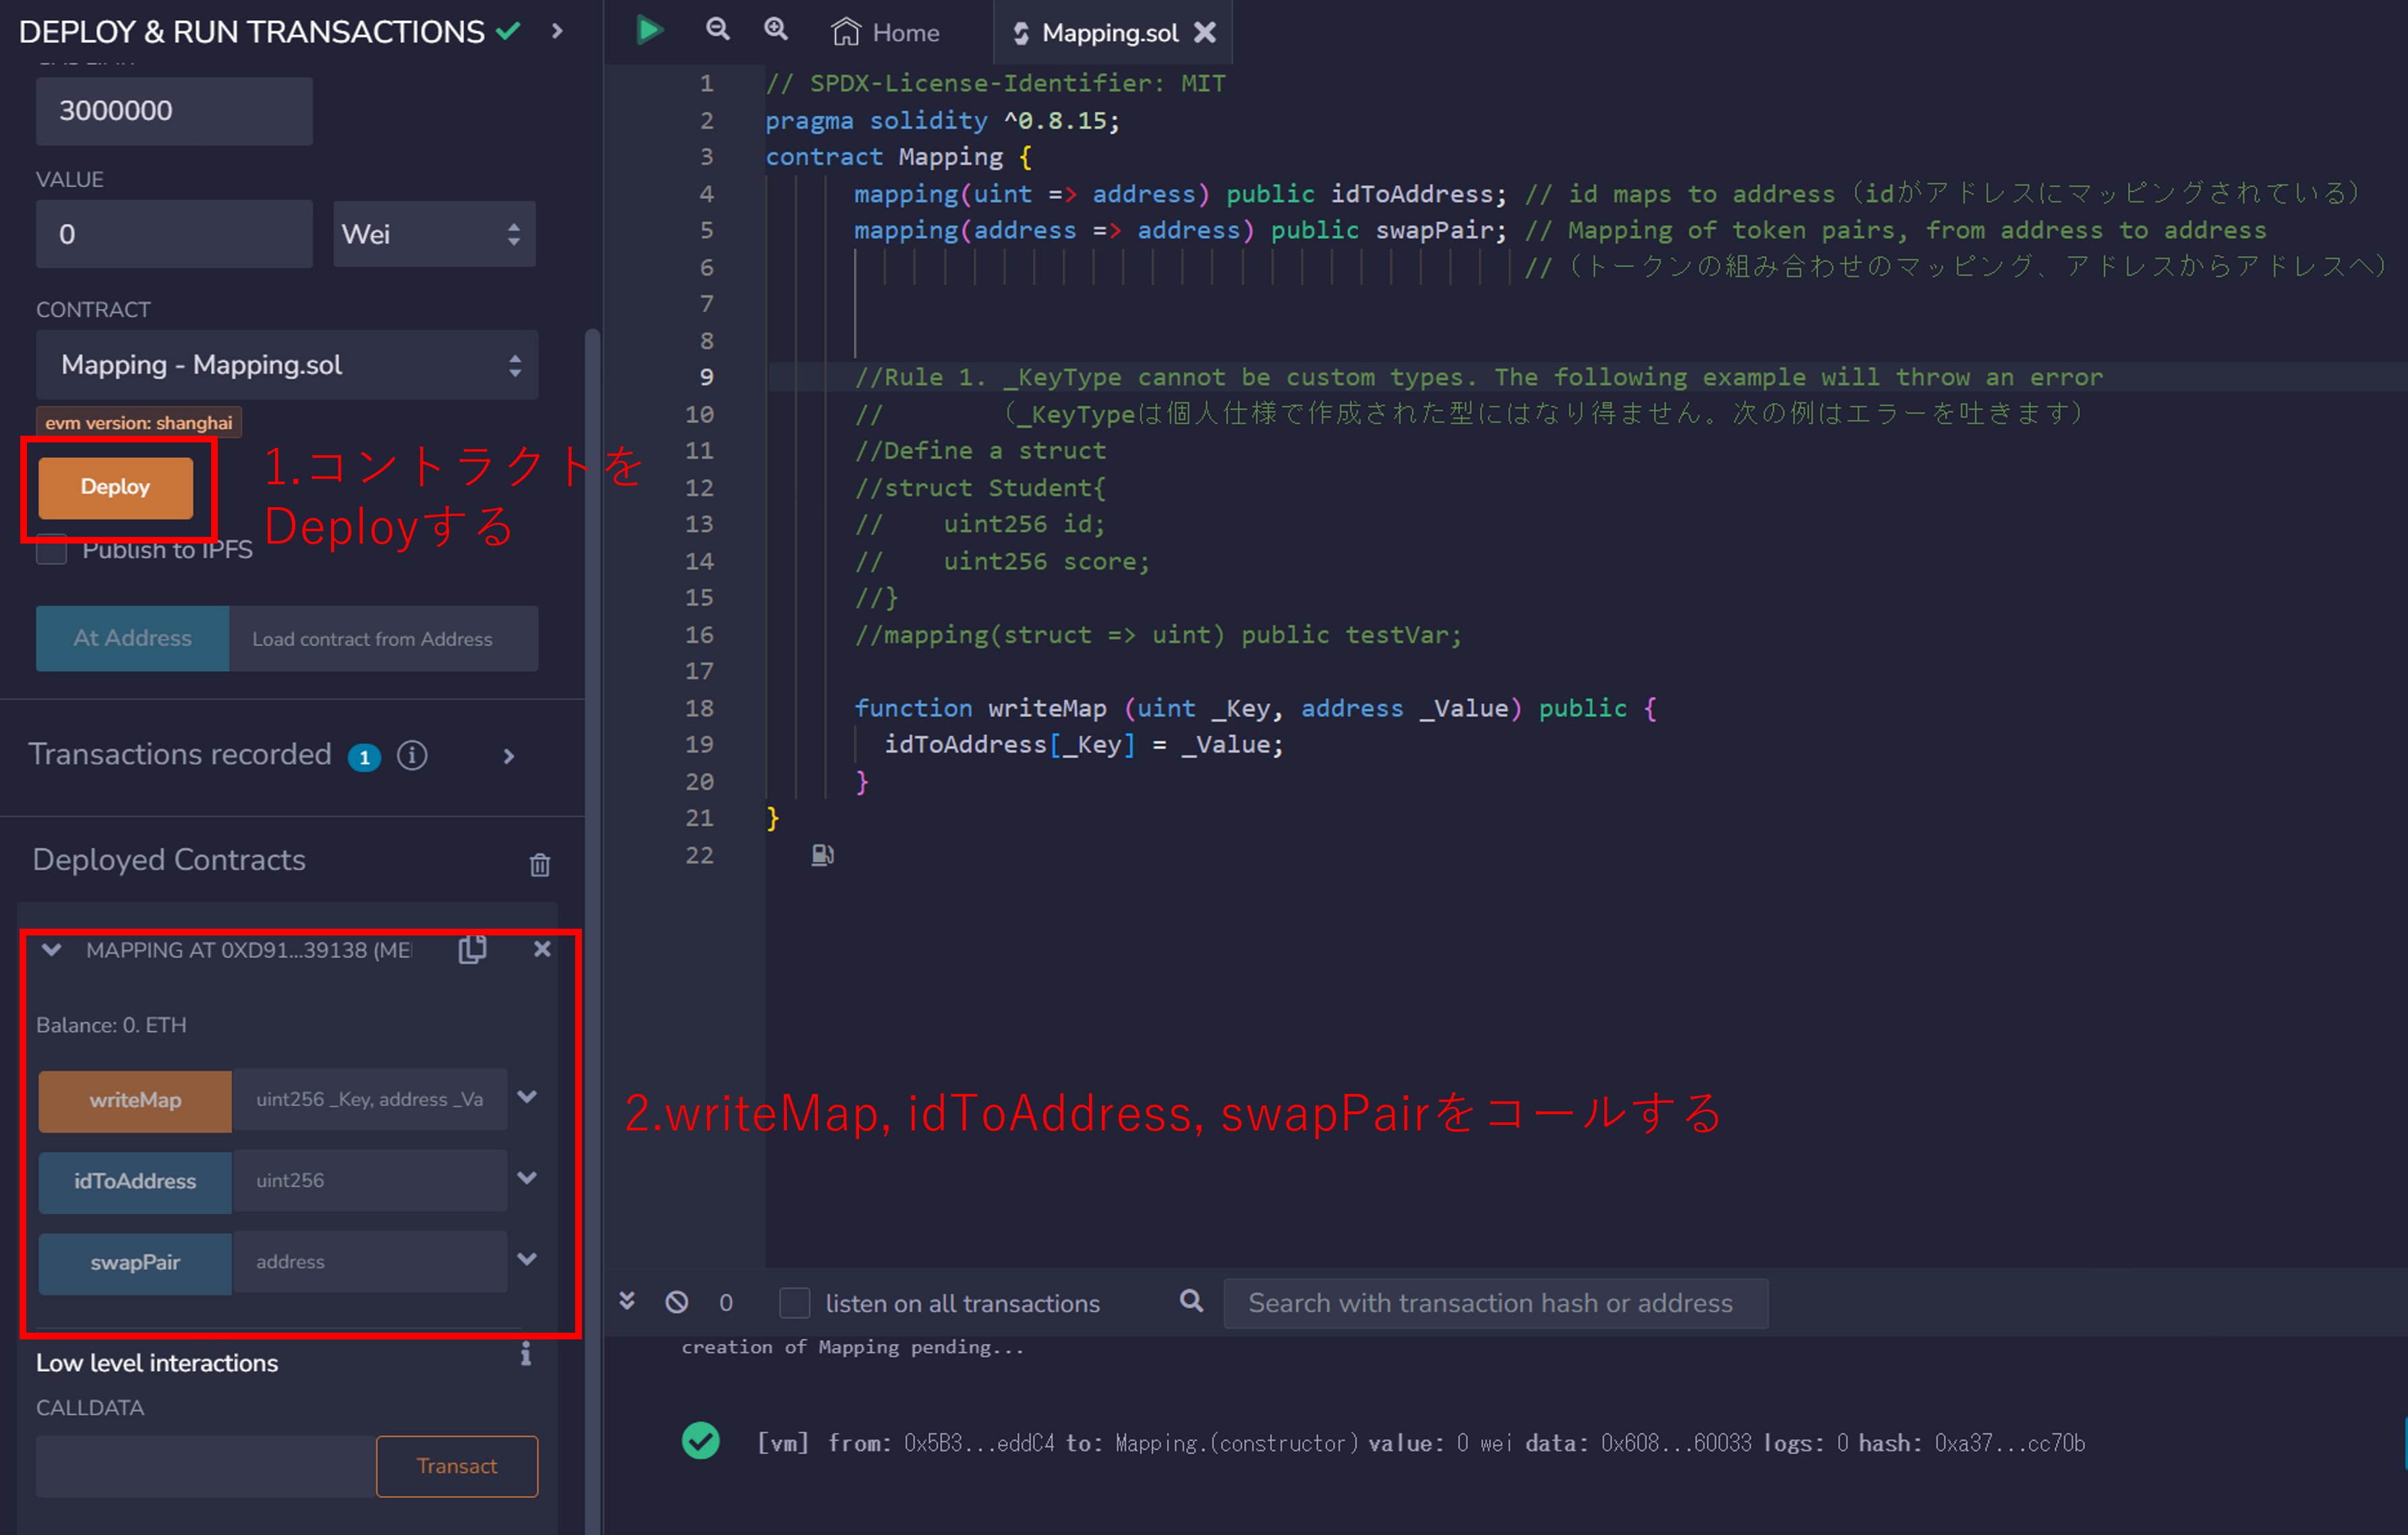 DEPLOY & RUN TRANSACTIONS
3000000
VALUE
0
Wei
CONTRACT
Mapping - Mapping.sol
evm version: shanghai
Deploy
1.コントラクトを
Deployする
Publish to IPFS
At Address
Load contract from Address
Transactions recorded 1 i
Deployed Contracts
MAPPING AT 0XD91...39138 (ME
Balance: 0. ETH
writeMap
uint256 _Key, address _Va
idToAddress
uint256
swapPair
address
2.writeMap, idToAddress, swapPairをコールする
Low level interactions
CALLDATA
Transact
Home
Mapping.sol
1 // SPDX-License-Identifier: MIT
2 pragma solidity ^0.8.15;
3 contract Mapping {
4 mapping(uint => address) public idToAddress; // id maps to address（idがアドレスにマッピングされている）
5 mapping(address => address) public swapPair; // Mapping of token pairs, from address to address
6 //（トークンの組み合わせのマッピング、アドレスからアドレスへ）
7
8
9 //Rule 1. _KeyType cannot be custom types. The following example will throw an error
10 // （_KeyTypeは個人仕様で作成された型にはなり得ません。次の例はエラーを吐きます）
11 //Define a struct
12 //struct Student{
13 // uint256 id;
14 // uint256 score;
15 //}
16 //mapping(struct => uint) public testVar;
17
18 function writeMap (uint _Key, address _Value) public {
19 idToAddress[_Key] = _Value;
20 }
21 }
22
0
listen on all transactions
Search with transaction hash or address
creation of Mapping pending...
[vm] from: 0x5B3...eddC4 to: Mapping.(constructor) value: 0 wei data: 0x608...60033 logs: 0 hash: 0xa37...cc70b